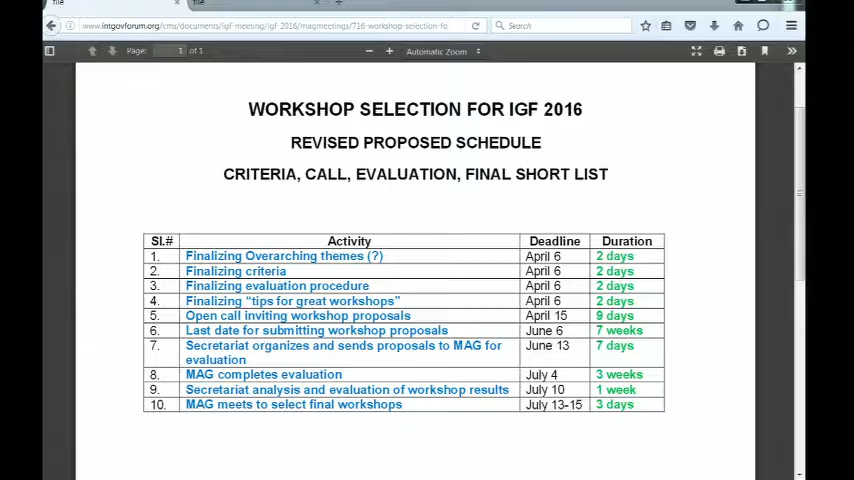 file
file
www.intgovforum.org/cms/documents/igf-meeting/igf-2016/magmeetings/716-workshop-selection-fo
Search
Page: 1 of 1
Automatic Zoom
WORKSHOP SELECTION FOR IGF 2016
REVISED PROPOSED SCHEDULE
CRITERIA, CALL, EVALUATION, FINAL SHORT LIST
Sl.# Activity Deadline Duration
1. Finalizing Overarching themes (?) April 6 2 days
2. Finalizing criteria April 6 2 days
3. Finalizing evaluation procedure April 6 2 days
4. Finalizing “tips for great workshops” April 6 2 days
5. Open call inviting workshop proposals April 15 9 days
6. Last date for submitting workshop proposals June 6 7 weeks
7. Secretariat organizes and sends proposals to MAG for June 13 7 days
evaluation
8. MAG completes evaluation July 4 3 weeks
9. Secretariat analysis and evaluation of workshop results July 10 1 week
10. MAG meets to select final workshops July 13-15 3 days